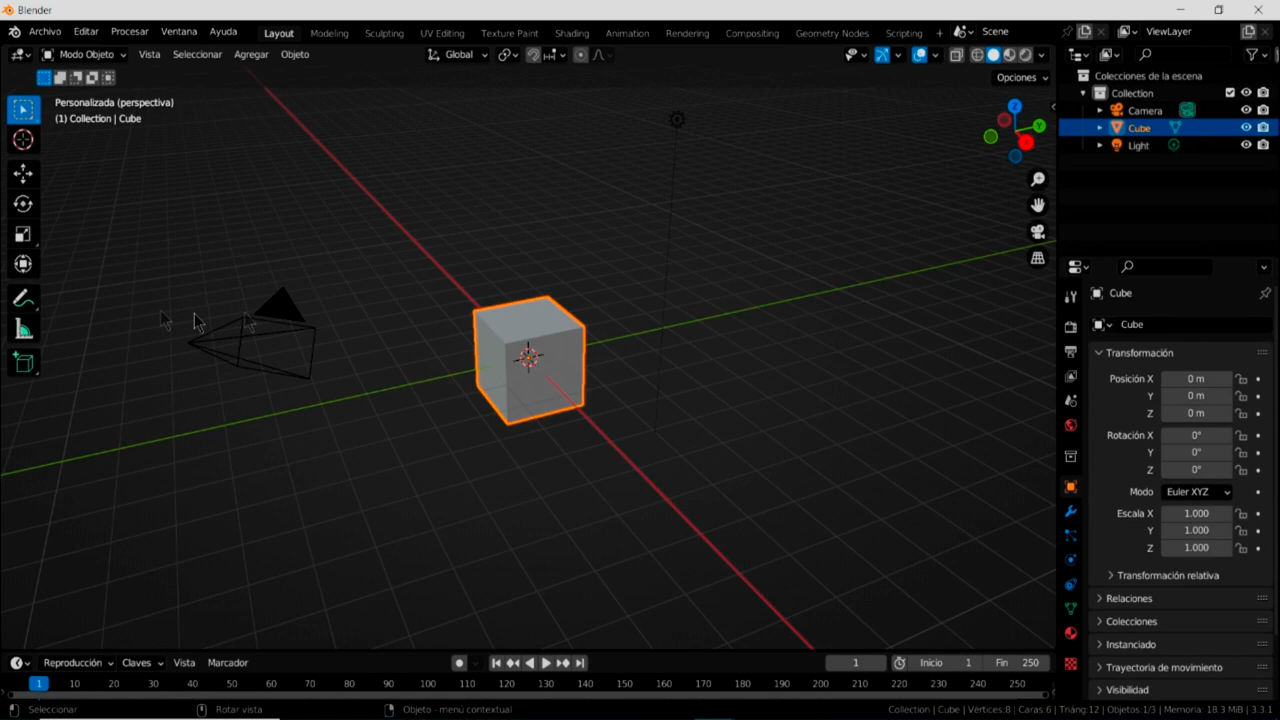 Blender
Archivo Editar Procesar Ventana Ayuda Layout Modeling Sculpting UV Editing Texture Paint Shading Animation Rendering Compositing Geometry Nodes Scripting + Scene ViewLayer
Modo Objeto Vista Seleccionar Agregar Objeto Global
Opciones
Personalizada (perspectiva)
(1) Collection | Cube
Z
Y
Colecciones de la escena
Collection
Camera
Cube
Light
Cube
Cube
Transformación
Posición X 0 m
Y 0 m
Z 0 m
Rotación X 0°
Y 0°
Z 0°
Modo Euler XYZ
Escala X 1.000
Y 1.000
Z 1.000
Transformación relativa
Relaciones
Colecciones
Instanciado
Trayectoria de movimiento
Visibilidad
Reproducción Claves Vista Marcador 1 Inicio 1 Fin 250
1 10 20 30 40 50 60 70 80 90 100 110 120 130 140 150 160 170 180 190 200 210 220 230 240 250
Seleccionar Rotar vista Objeto - menú contextual Collection | Cube | Vértices:8 | Caras:6 | Triáng:12 | Objetos:1/3 | Memoria: 18.3 MiB | 3.3.1